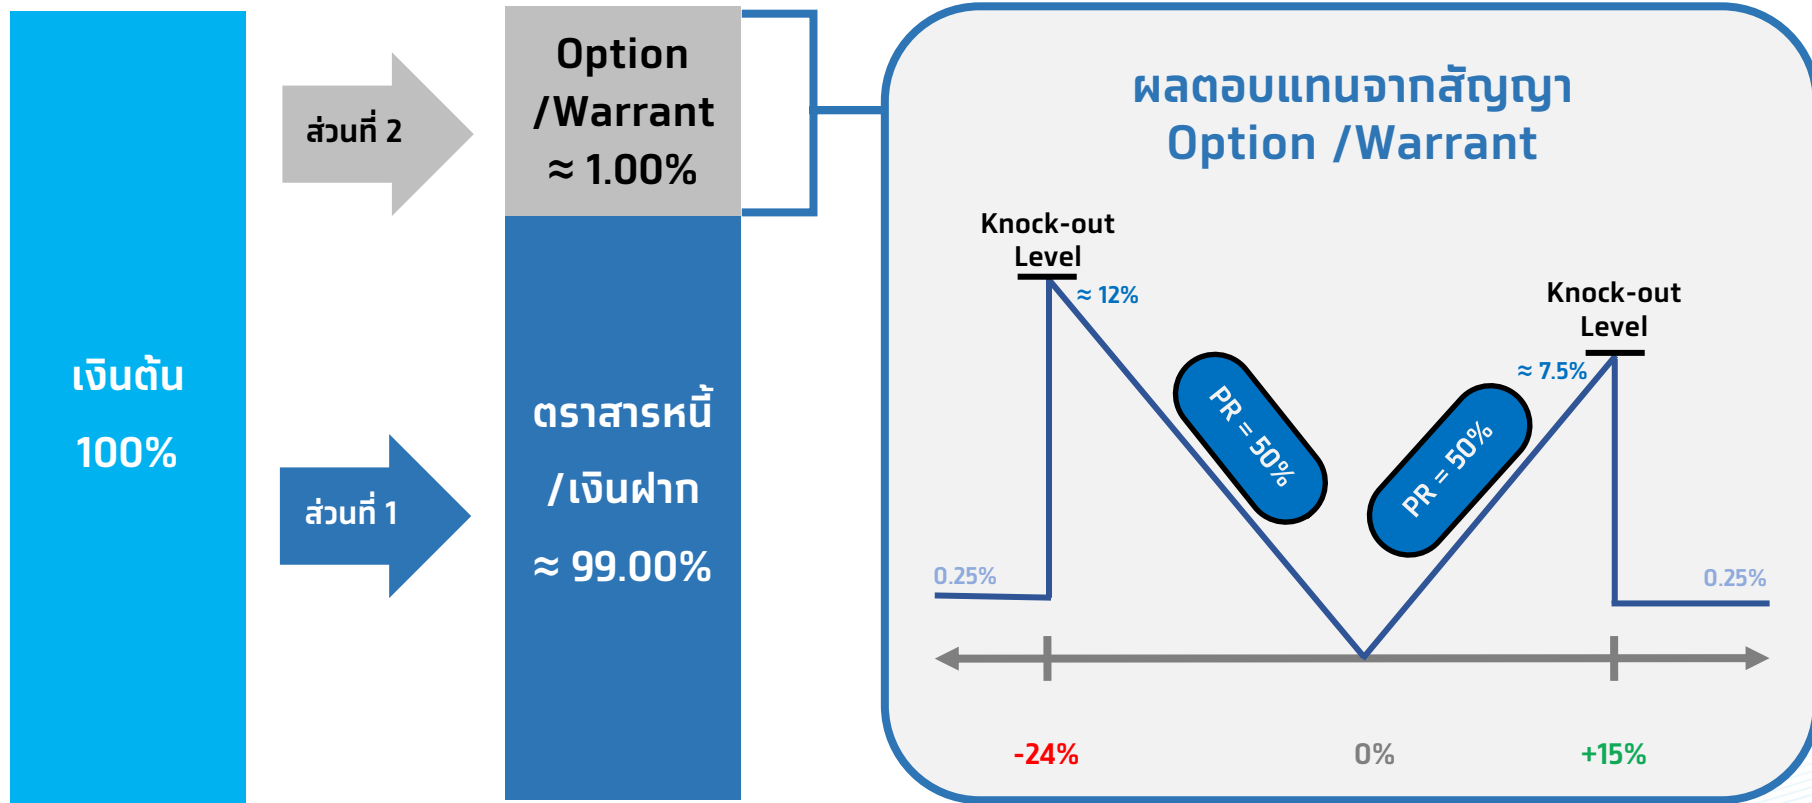 เงินต้น
100%
ส่วนที่ 2
ส่วนที่ 1
Option
/Warrant
≈ 1.00%
ตราสารหนี้
/เงินฝาก
≈ 99.00%
ผลตอบแทนจากสัญญา
Option /Warrant
Knock-out
Level
≈ 12%
Knock-out
Level
≈ 7.5%
PR = 50%
PR = 50%
0.25%
0.25%
-24%
0%
+15%